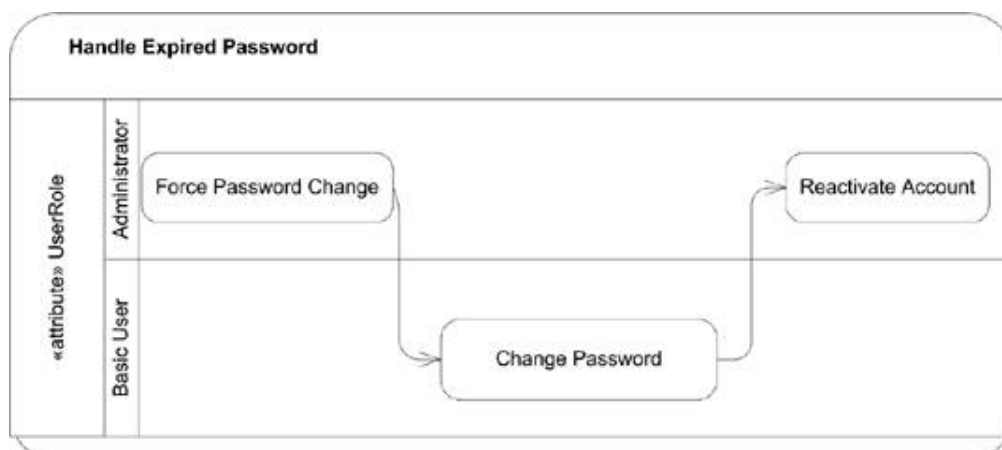 Handle Expired Password
«attribute» UserRole
Administrator
Force Password Change
Reactivate Account
Basic User
Change Password